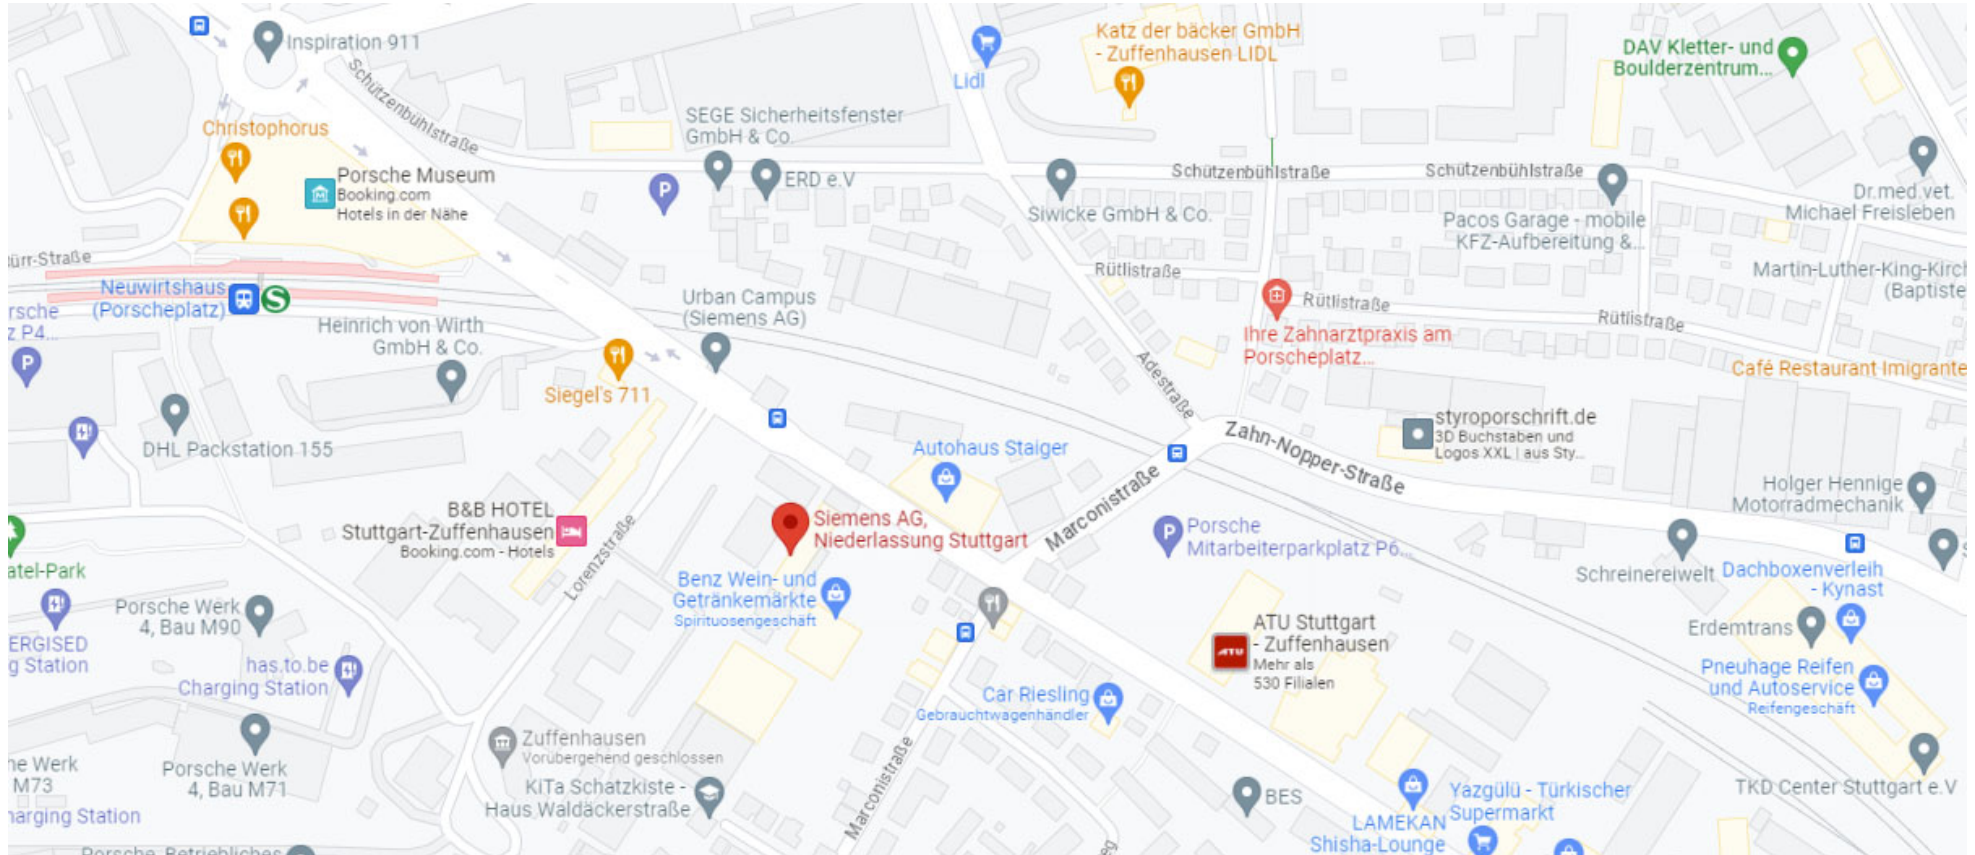 Inspiration 911
Schützenbühlstraße
Lidl
Katz der bäcker GmbH
- Zuffenhausen LIDL
DAV Kletter- und
Boulderzentrum...
Christophorus
SEGE Sicherheitsfenster
GmbH & Co.
Porsche Museum
Booking.com
Hotels in der Nähe
P
ERD e.V
Siwicke GmbH & Co.
Schützenbühlstraße
Schützenbühlstraße
Pacos Garage - mobile
KFZ-Aufbereitung &...
Dr.med.vet.
Michael Freisleben
ürr-Straße
Neuwirtshaus
(Porscheplatz)
S
rsche
z P4...
P
Heinrich von Wirth
GmbH & Co.
Urban Campus
(Siemens AG)
Siegel's 711
Rütlistraße
Rütlistraße
Rütlistraße
Martin-Luther-King-Kirch
(Baptiste
Ihre Zahnarztpraxis am
Porscheplatz...
Adestraße
Café Restaurant Imigrante
DHL Packstation 155
Autohaus Staiger
Zahn-Nopper-Straße
styroporschrift.de
3D Buchstaben und
Logos XXL | aus Sty...
Holger Hennige
Motorradmechanik
B&B HOTEL
Stuttgart-Zuffenhausen
Booking.com - Hotels
Lorenzstraße
Siemens AG,
Niederlassung Stuttgart
Marconistraße
P
Porsche
Mitarbeiterparkplatz P6...
Schreinereiwelt
S
Dachboxenverleih
- Kynast
atel-Park
Benz Wein- und
Getränkemärkte
Spirituosengeschäft
Porsche Werk
4, Bau M90
ERGISED
g Station
has.to.be
Charging Station
ATU
ATU Stuttgart
- Zuffenhausen
Mehr als
530 Filialen
Erdemtrans
Pneuhage Reifen
und Autoservice
Reifengeschäft
Car Riesling
Gebrauchtwagenhändler
Zuffenhausen
Vorübergehend geschlossen
he Werk
M73
Porsche Werk
4, Bau M71
KiTa Schatzkiste -
Haus Waldäckerstraße
Marconistraße
BES
Yazgülü - Türkischer
Supermarkt
TKD Center Stuttgart e.V
harging Station
LAMEKAN
Shisha-Lounge
Porsche Betriebliches
eg